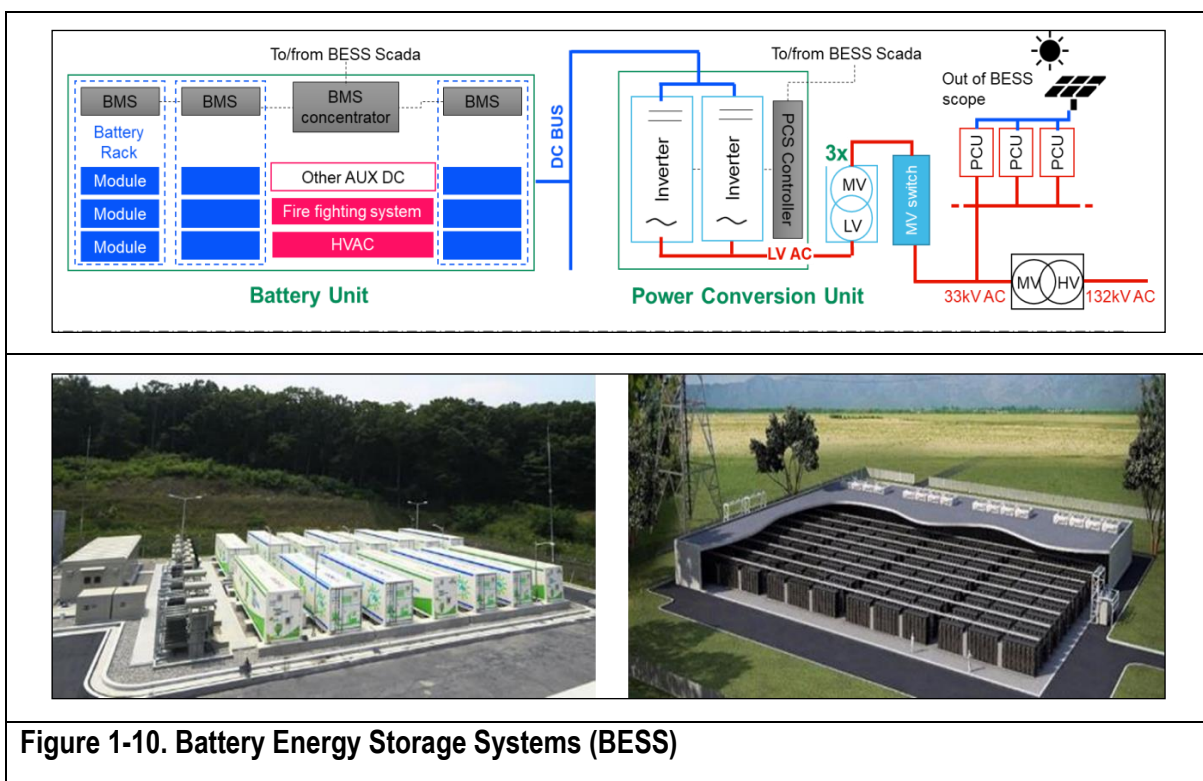 To/from BESS Scada
BMS
BMS
BMS
concentrator
BMS
Battery
Rack
Module
Module
Module
Other AUX DC
Fire fighting system
HVAC
Battery Unit
DC BUS
To/from BESS Scada
Inverter
Inverter
PCS Controller
LV AC
Power Conversion Unit
3x
MV
LV
MV switch
Out of BESS
scope
PCU
PCU
PCU
33kV AC
MV
HV
132kV AC
Figure 1-10. Battery Energy Storage Systems (BESS)